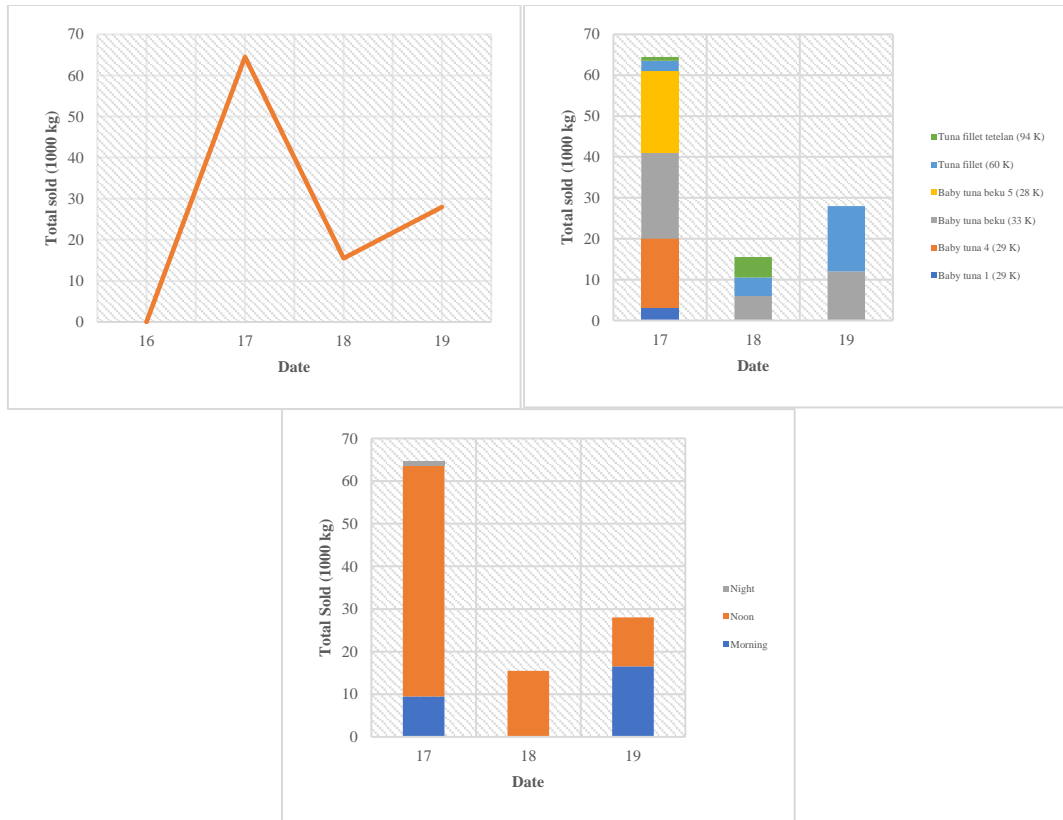 70
60
50
40
30
20
10
0
16 17 18 19
Date
Total sold (1000 kg)
70
60
50
40
30
20
10
0
17 18 19
Date
Total sold (1000 kg)
Tuna fillet tetelan (94 K)
Tuna fillet (60 K)
Baby tuna beku 5 (28 K)
Baby tuna beku (33 K)
Baby tuna 4 (29 K)
Baby tuna 1 (29 K)
70
60
50
40
30
20
10
0
17 18 19
Date
Total Sold (1000 kg)
Night
Noon
Morning